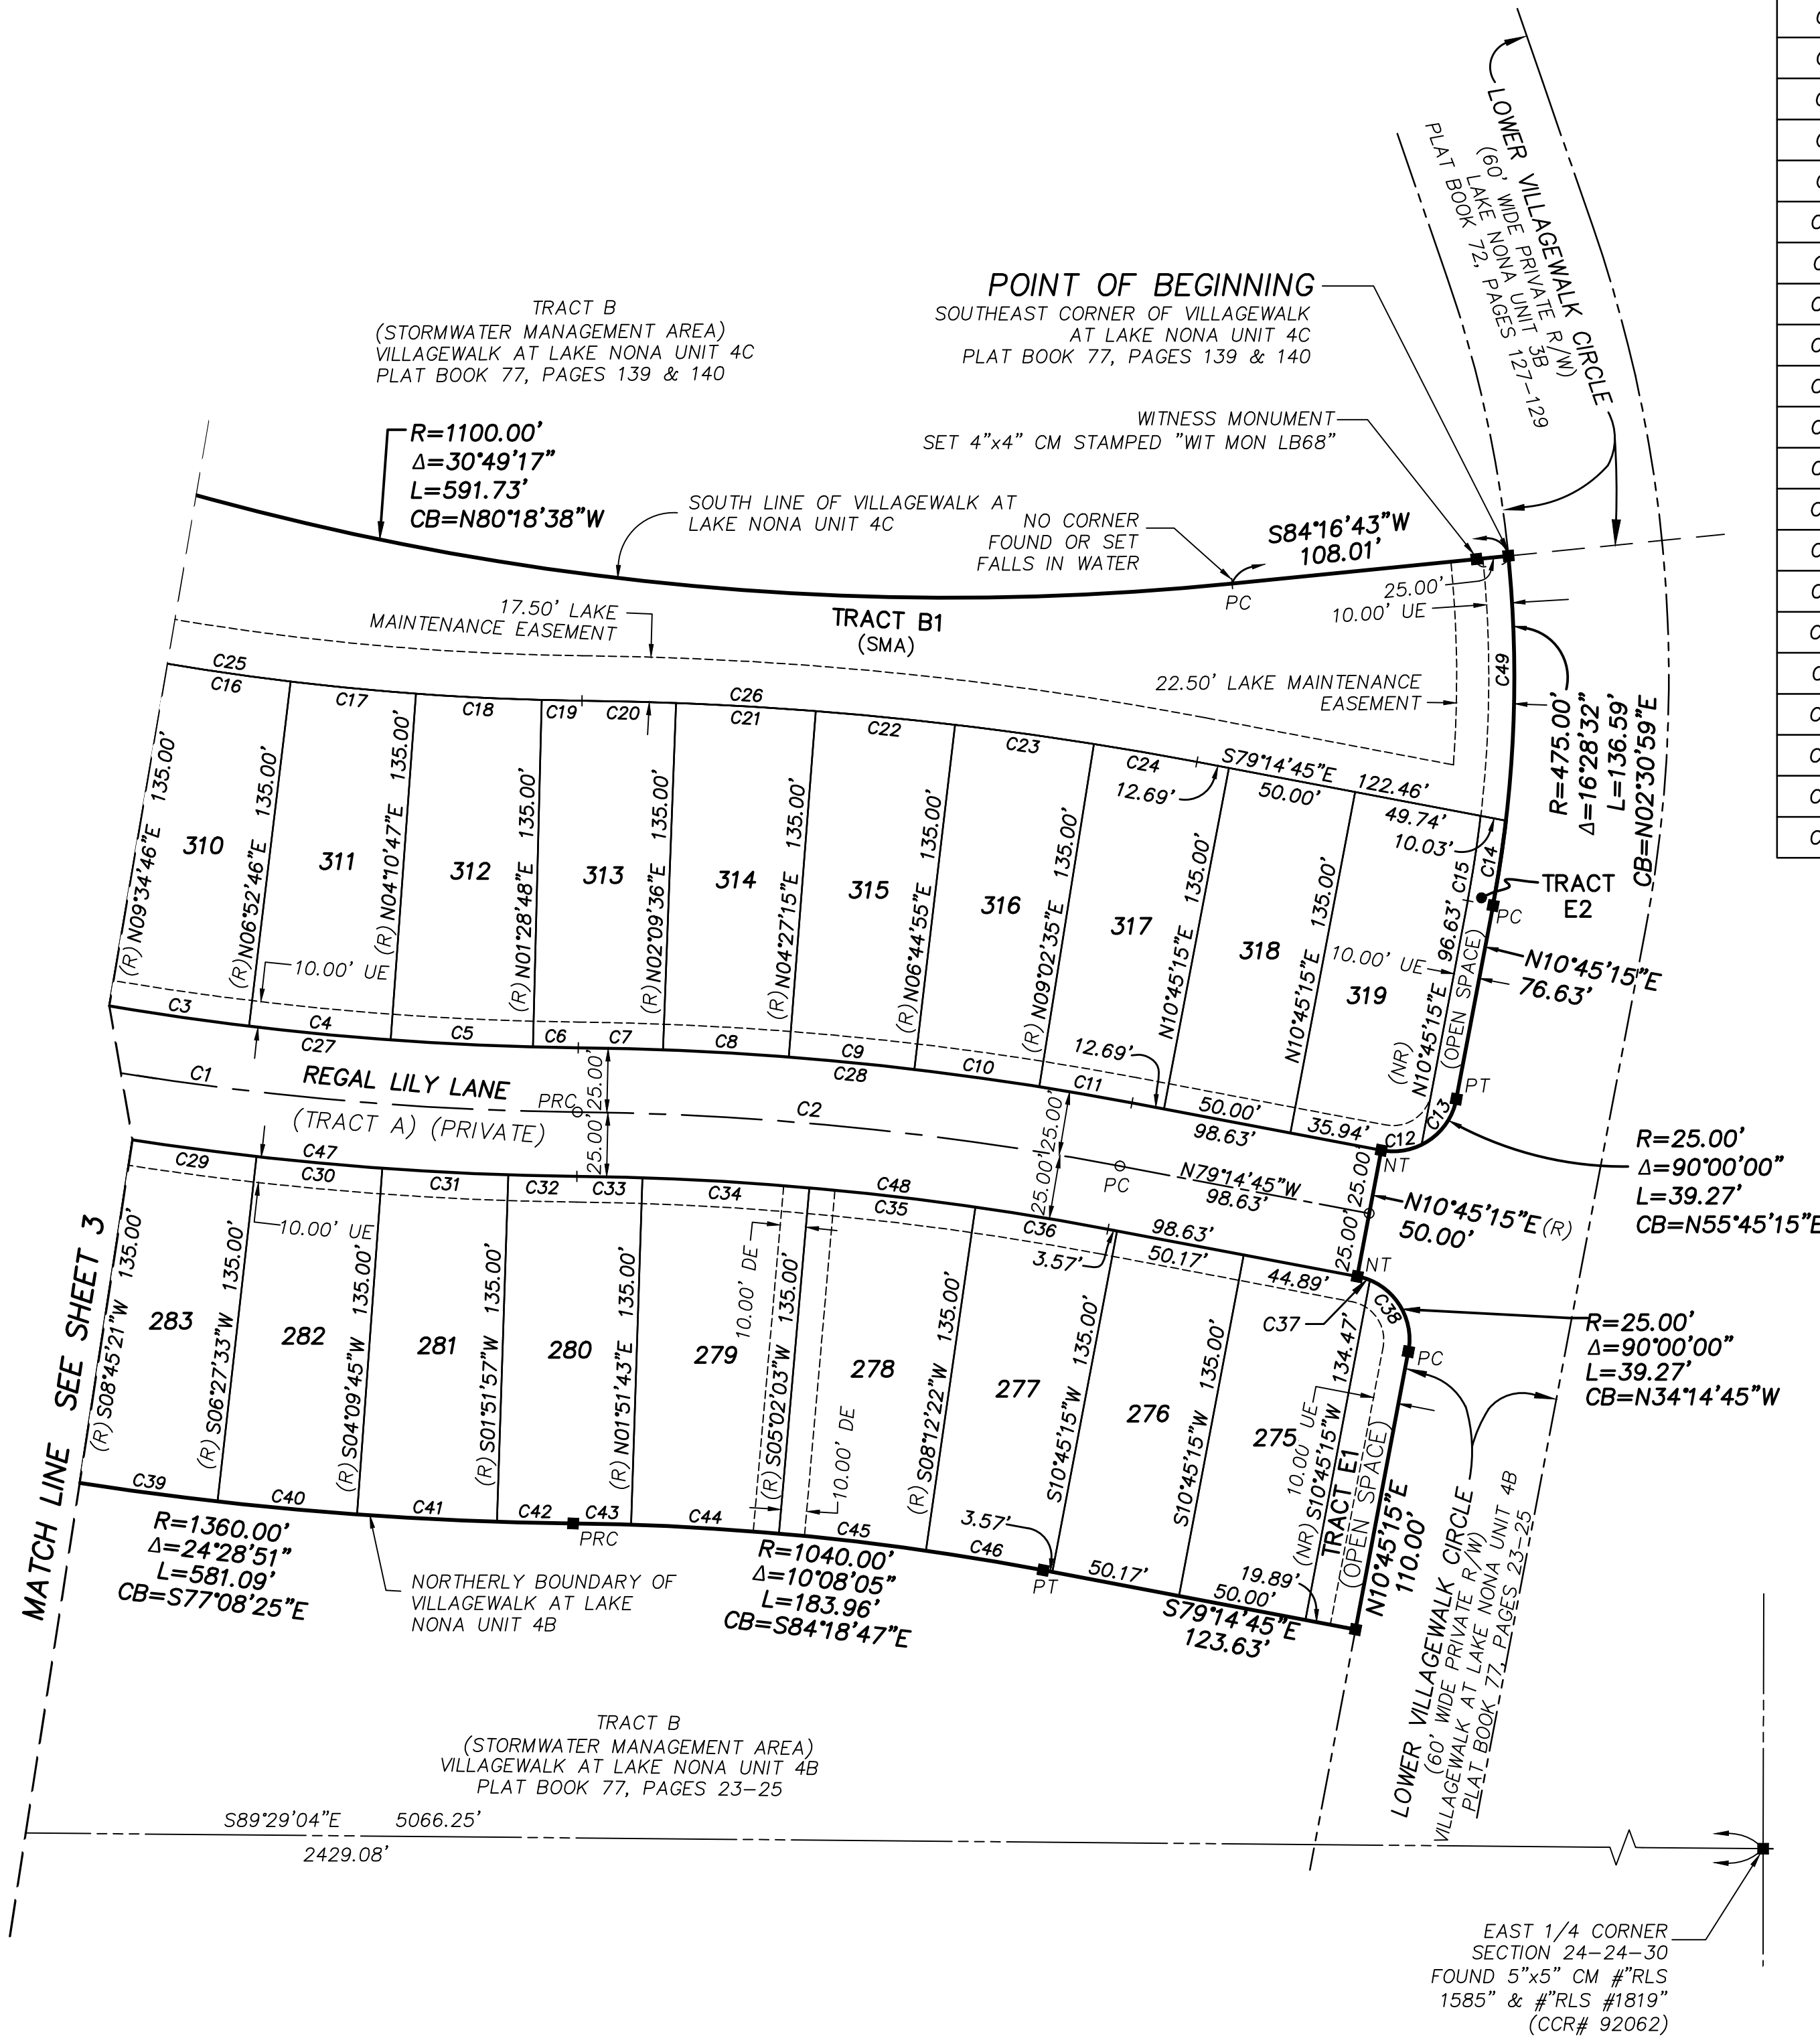 LOWER VILLAGEWALK CIRCLE
(60' WIDE PRIVATE R/W)
LAKE NONA UNIT 3B
PLAT BOOK 72, PAGES 127-129
POINT OF BEGINNING
SOUTHEAST CORNER OF VILLAGEWALK
AT LAKE NONA UNIT 4C
PLAT BOOK 77, PAGES 139 & 140
TRACT B
(STORMWATER MANAGEMENT AREA)
VILLAGEWALK AT LAKE NONA UNIT 4C
PLAT BOOK 77, PAGES 139 & 140
WITNESS MONUMENT
SET 4"x4" CM STAMPED "WIT MON LB68"
R=1100.00'
Δ=30°49'17"
L=591.73'
CB=N80°18'38"W
SOUTH LINE OF VILLAGEWALK AT
LAKE NONA UNIT 4C
NO CORNER
FOUND OR SET
FALLS IN WATER
S84°16'43"W
108.01'
PC
25.00'
10.00' UE
17.50' LAKE
MAINTENANCE EASEMENT
TRACT B1
(SMA)
22.50' LAKE MAINTENANCE
EASEMENT
C49
R=475.00'
Δ=16°28'32"
L=136.59'
CB=N02°30'59"E
C25
C16
C17
C18
C19
C20
C26
C21
C22
C23
C24
S79°14'45"E
122.46'
12.69'
50.00'
49.74'
10.03'
C14
C15
TRACT
E2
PC
(R) N09°34'46"E 135.00'
310
(R) N06°52'46"E 135.00'
311
(R) N04°10'47"E 135.00'
312
(R) N01°28'48"E 135.00'
313
(R) N02°09'36"E 135.00'
314
(R) N04°27'15"E 135.00'
315
(R) N06°44'55"E 135.00'
316
(R) N09°02'35"E 135.00'
317
N10°45'15"E 135.00'
318
N10°45'15"E 135.00'
319
(NR) N10°45'15"E 96.63'
10.00' UE
(OPEN SPACE)
N10°45'15"E
76.63'
PT
10.00' UE
C3
C4
C27
C5
C6
C7
C8
C9
C28
C10
C11
12.69'
50.00'
98.63'
35.94'
C12
C13
NT
R=25.00'
Δ=90°00'00"
L=39.27'
CB=N55°45'15"E
C1
REGAL LILY LANE
(TRACT A) (PRIVATE)
PRC
25.00'
25.00'
C2
25.00'
25.00'
PC
N79°14'45"W
98.63'
25.00'
25.00'
N10°45'15"E (R)
50.00'
NT
C29
C47
C30
C31
C32
C33
C34
C48
C35
C36
98.63'
3.57'
50.17'
44.89'
C37
C38
PC
R=25.00'
Δ=90°00'00"
L=39.27'
CB=N34°14'45"W
10.00' UE
MATCH LINE SEE SHEET 3
(R) S08°45'21"W 135.00'
283
(R) S06°27'33"W 135.00'
282
(R) S04°09'45"W 135.00'
281
(R) S01°51'57"W 135.00'
280
(R) N01°51'43"E 135.00'
279
10.00' DE
(R) S05°02'03"W 135.00'
10.00' DE
278
(R) S08°12'22"W 135.00'
277
S10°45'15"W 135.00'
276
S10°45'15"W 135.00'
275
10.00 UE
(NR) S10°45'15"W 134.47'
TRACT E1
(OPEN SPACE)
N10°45'15"E
110.00'
C39
C40
C41
C42
C43
C44
C45
C46
PRC
3.57'
PT
50.17'
50.00'
19.89'
S79°14'45"E
123.63'
R=1360.00'
Δ=24°28'51"
L=581.09'
CB=S77°08'25"E
NORTHERLY BOUNDARY OF
VILLAGEWALK AT LAKE
NONA UNIT 4B
R=1040.00'
Δ=10°08'05"
L=183.96'
CB=S84°18'47"E
LOWER VILLAGEWALK CIRCLE
(60' WIDE PRIVATE R/W)
VILLAGEWALK AT LAKE NONA UNIT 4B
PLAT BOOK 77, PAGES 23-25
TRACT B
(STORMWATER MANAGEMENT AREA)
VILLAGEWALK AT LAKE NONA UNIT 4B
PLAT BOOK 77, PAGES 23-25
S89°29'04"E 5066.25'
2429.08'
EAST 1/4 CORNER
SECTION 24-24-30
FOUND 5"x5" CM #"RLS
1585" & #"RLS #1819"
(CCR# 92062)